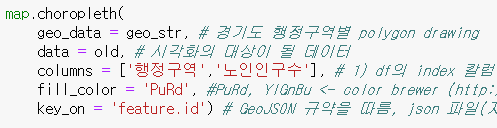 map.choropleth(
geo_data = geo_str, # 경기도 행정구역별 polygon drawing
data = old, # 시각화의 대상이 될 데이터
columns = ['행정구역','노인인구수'], # 1) df의 index 칼럼
fill_color = 'PuRd', #PuRd, YlGnBu <- color brewer (http:
key_on = 'feature.id') # GeoJSON 규약을 따름, json 파일(